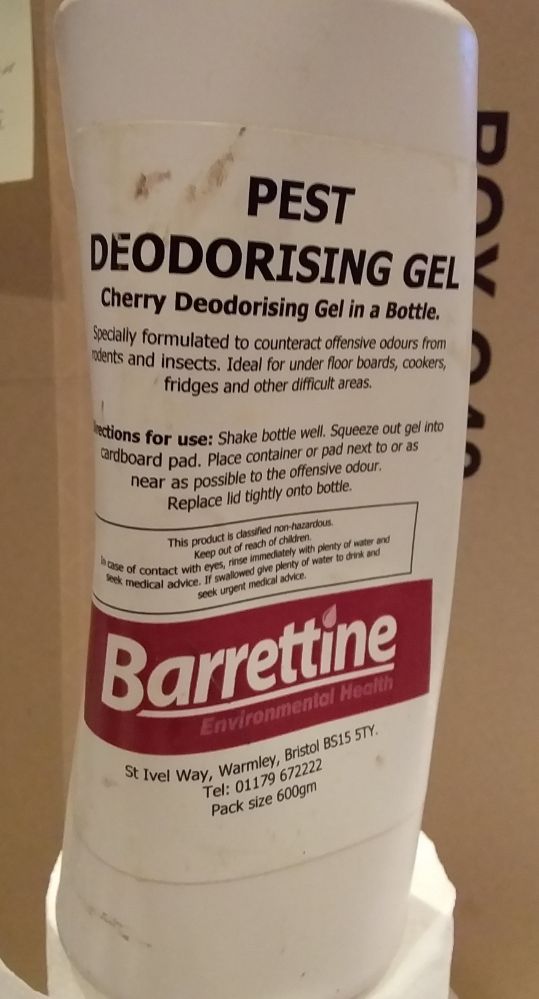 PEST
DEODORISING GEL
Cherry Deodorising Gel in a Bottle.
Specially formulated to counteract offensive odours from
rodents and insects. Ideal for under floor boards, cookers,
fridges and other difficult areas.
Directions for use: Shake bottle well. Squeeze out gel into
cardboard pad. Place container or pad next to or as
near as possible to the offensive odour.
Replace lid tightly onto bottle.
This product is classified non-hazardous.
Keep out of reach of children.
In case of contact with eyes, rinse immediately with plenty of water and
seek medical advice. If swallowed give plenty of water to drink and
seek urgent medical advice.
Barrettine
Environmental Health
St Ivel Way, Warmley, Bristol BS15 5TY.
Tel: 01179 672222
Pack size 600gm
BOX